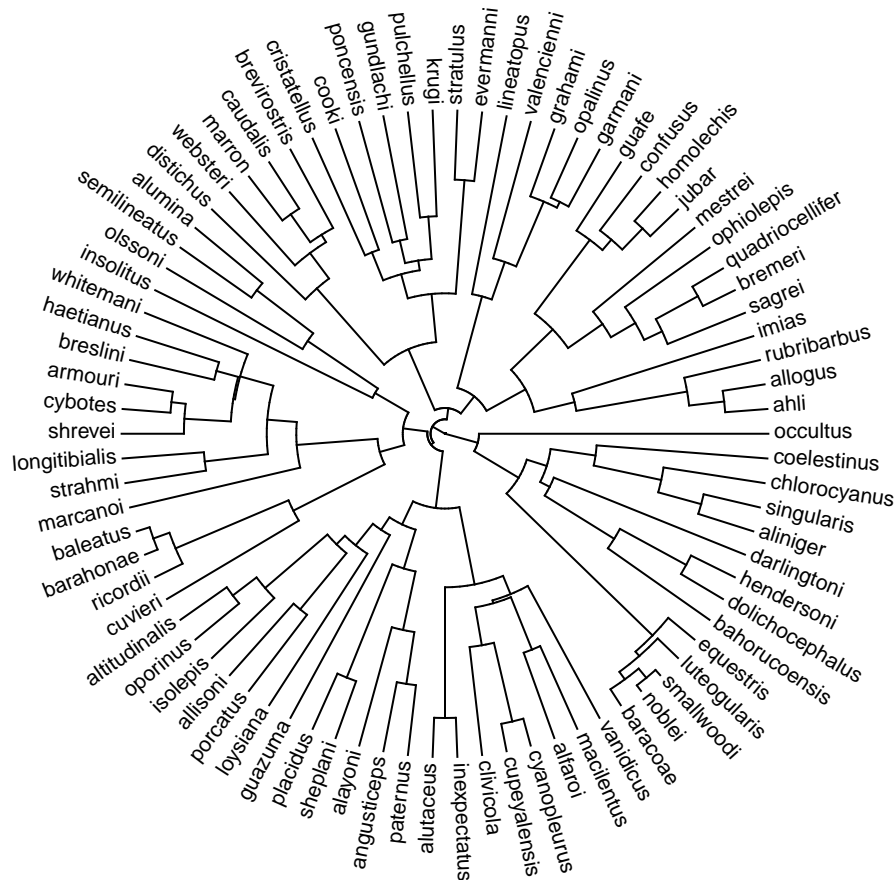 occultus
ahli
allogus
rubribarbus
imias
sagrei
bremeri
quadriocellifer
ophiolepis
mestrei
jubar
homolechis
confusus
guafe
garmani
opalinus
grahami
valencienni
lineatopus
evermanni
stratulus
krugi
pulchellus
gundlachi
poncensis
cooki
cristatellus
brevirostris
caudalis
marron
websteri
distichus
alumina
semilineatus
olssoni
insolitus
whitemani
haetianus
breslini
armouri
cybotes
shrevei
longitibialis
strahmi
marcanoi
baleatus
barahonae
ricordii
cuvieri
altitudinalis
oporinus
isolepis
allisoni
porcatus
loysiana
guazuma
placidus
sheplani
alayoni
angusticeps
paternus
alutaceus
inexpectatus
clivicola
cupeyalensis
cyanopleurus
alfaroi
macilentus
vanidicus
baracoae
noblei
smallwoodi
luteogularis
equestris
bahorucoensis
dolichocephalus
hendersoni
darlingtoni
aliniger
singularis
chlorocyanus
coelestinus